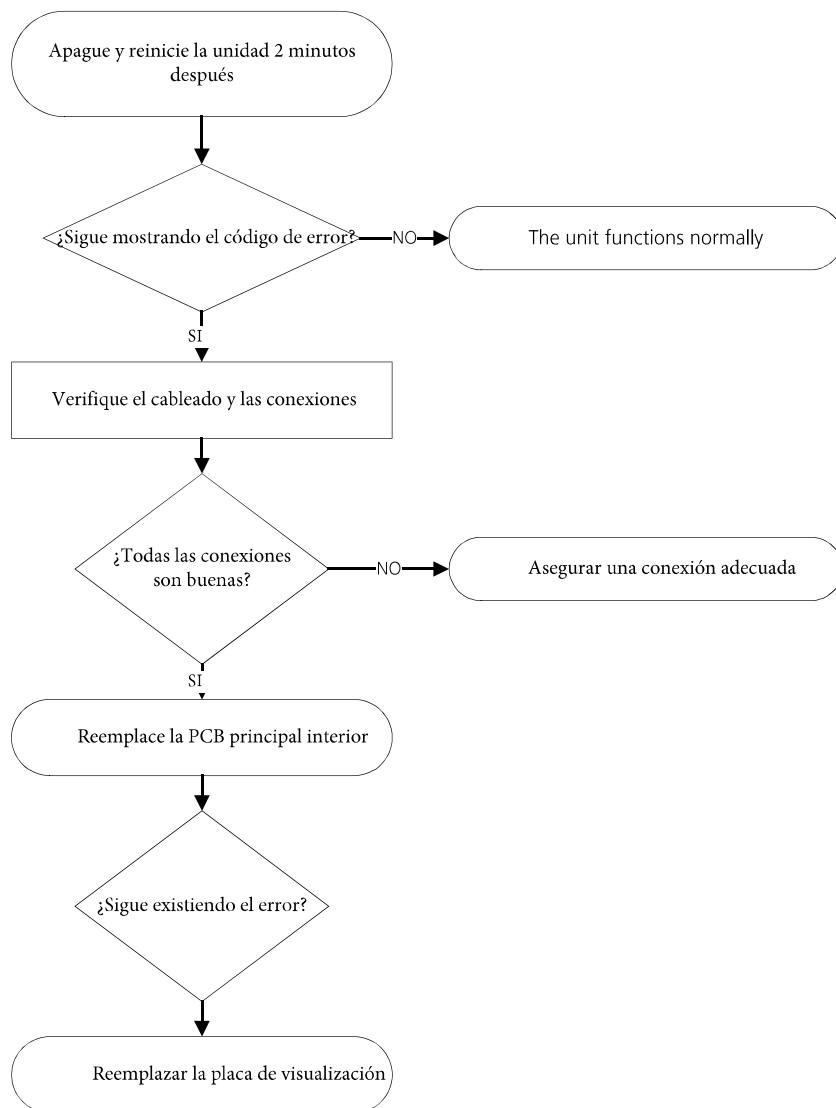 Apague y reinicie la unidad 2 minutos
después
¿Sigue mostrando el código de error?
NO
The unit functions normally
SI
Verifique el cableado y las conexiones
¿Todas las conexiones
son buenas?
NO
Asegurar una conexión adecuada
SI
Reemplace la PCB principal interior
¿Sigue existiendo el error?
Reemplazar la placa de visualización